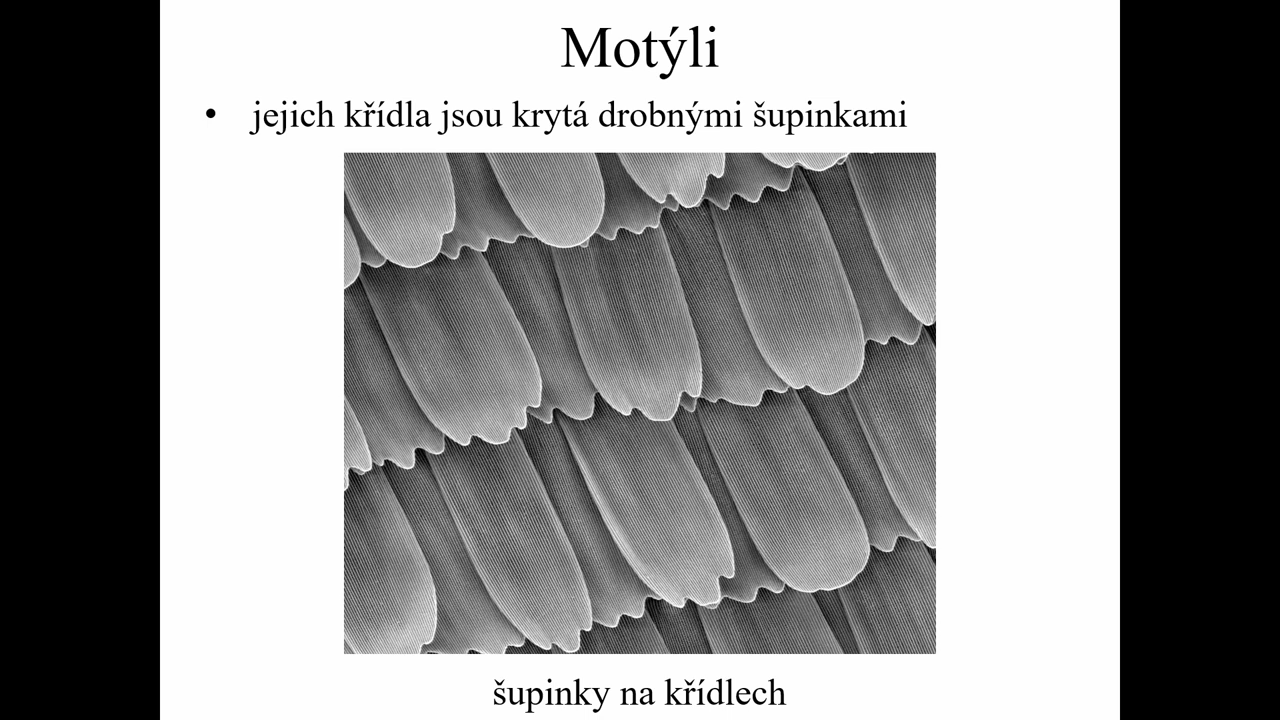 Motýli
• jejich křídla jsou krytá drobnými šupinkami
šupinky na křídlech